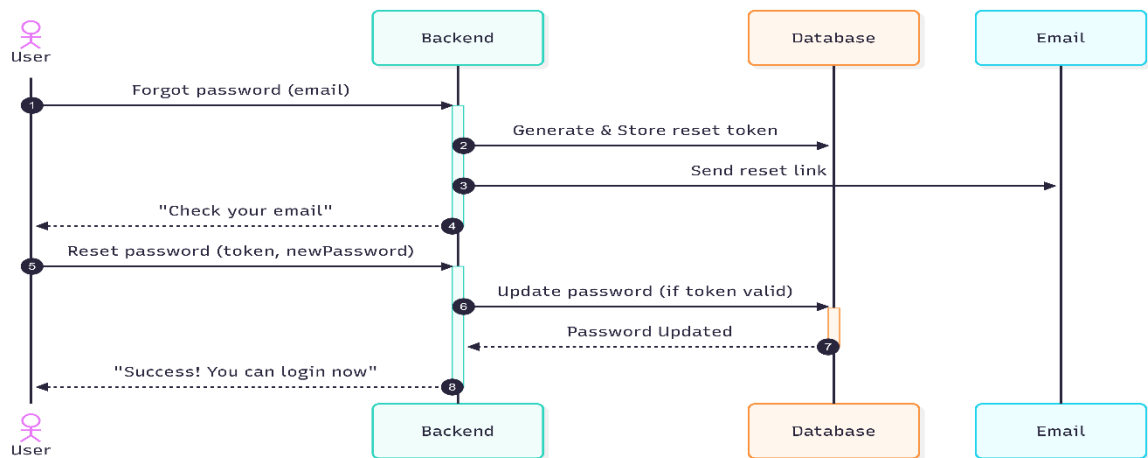 User
Backend
Database
Email
Forgot password (email)
1
Generate & Store reset token
2
Send reset link
3
"Check your email"
4
Reset password (token, newPassword)
5
Update password (if token valid)
6
Password Updated
7
"Success! You can login now"
8
User
Backend
Database
Email